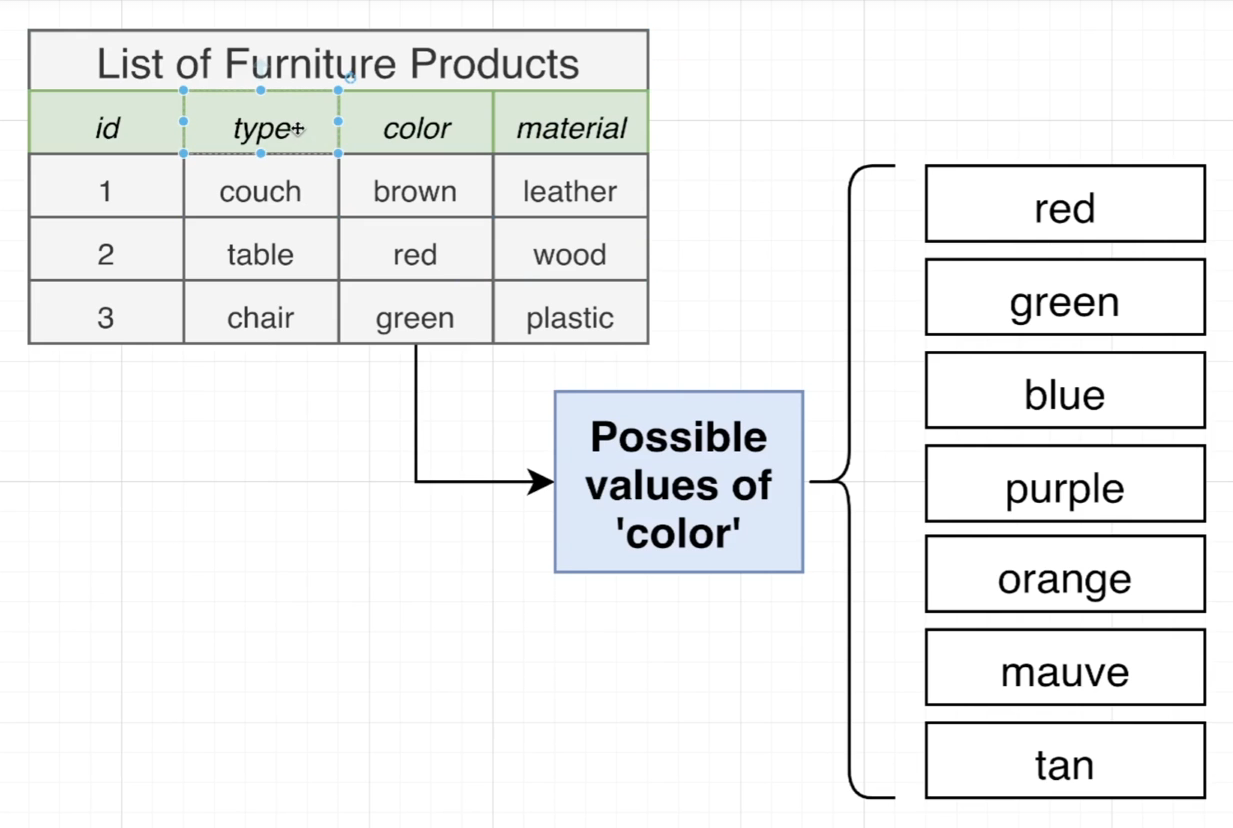 List of Furniture Products
id type color material
1 couch brown leather
2 table red wood
3 chair green plastic
Possible
values of
'color'
red
green
blue
purple
orange
mauve
tan